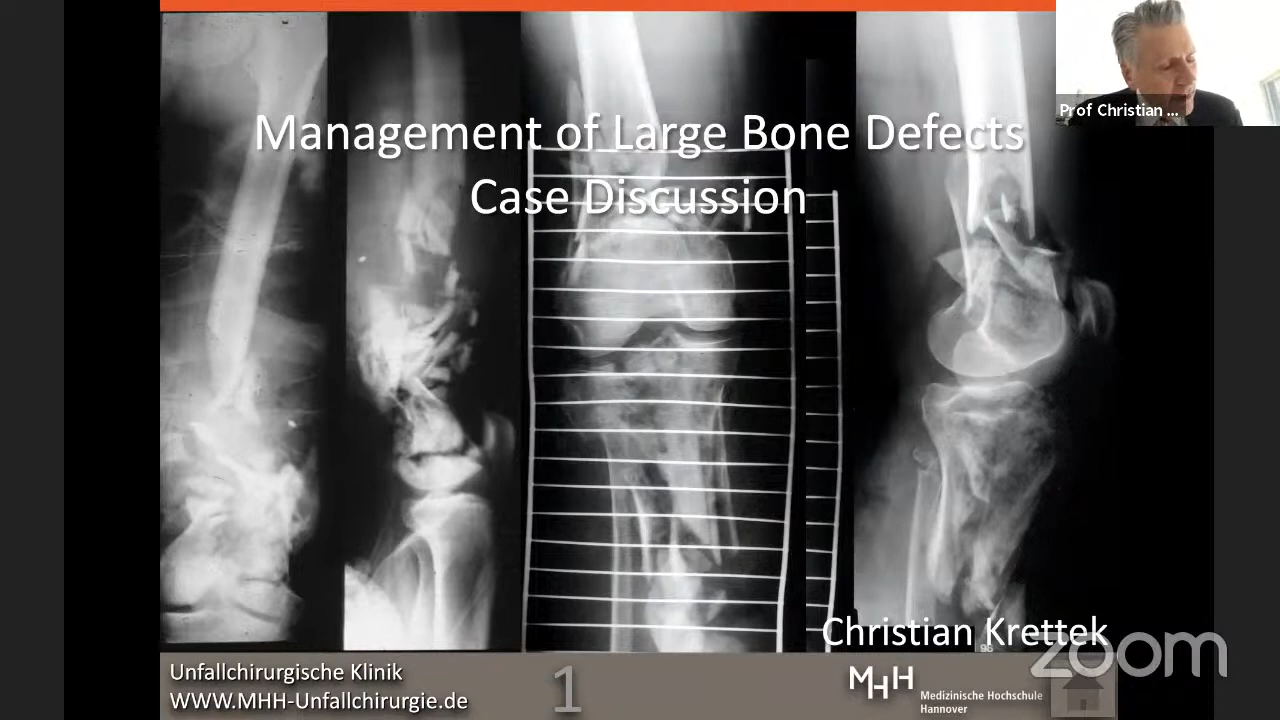 Prof Christian ...
Management of Large Bone Defects
Case Discussion
Christian Krettek
zoom
Unfallchirurgische Klinik
WWW.MHH-Unfallchirurgie.de
1
MHH
Medizinische Hochschule
Hannover